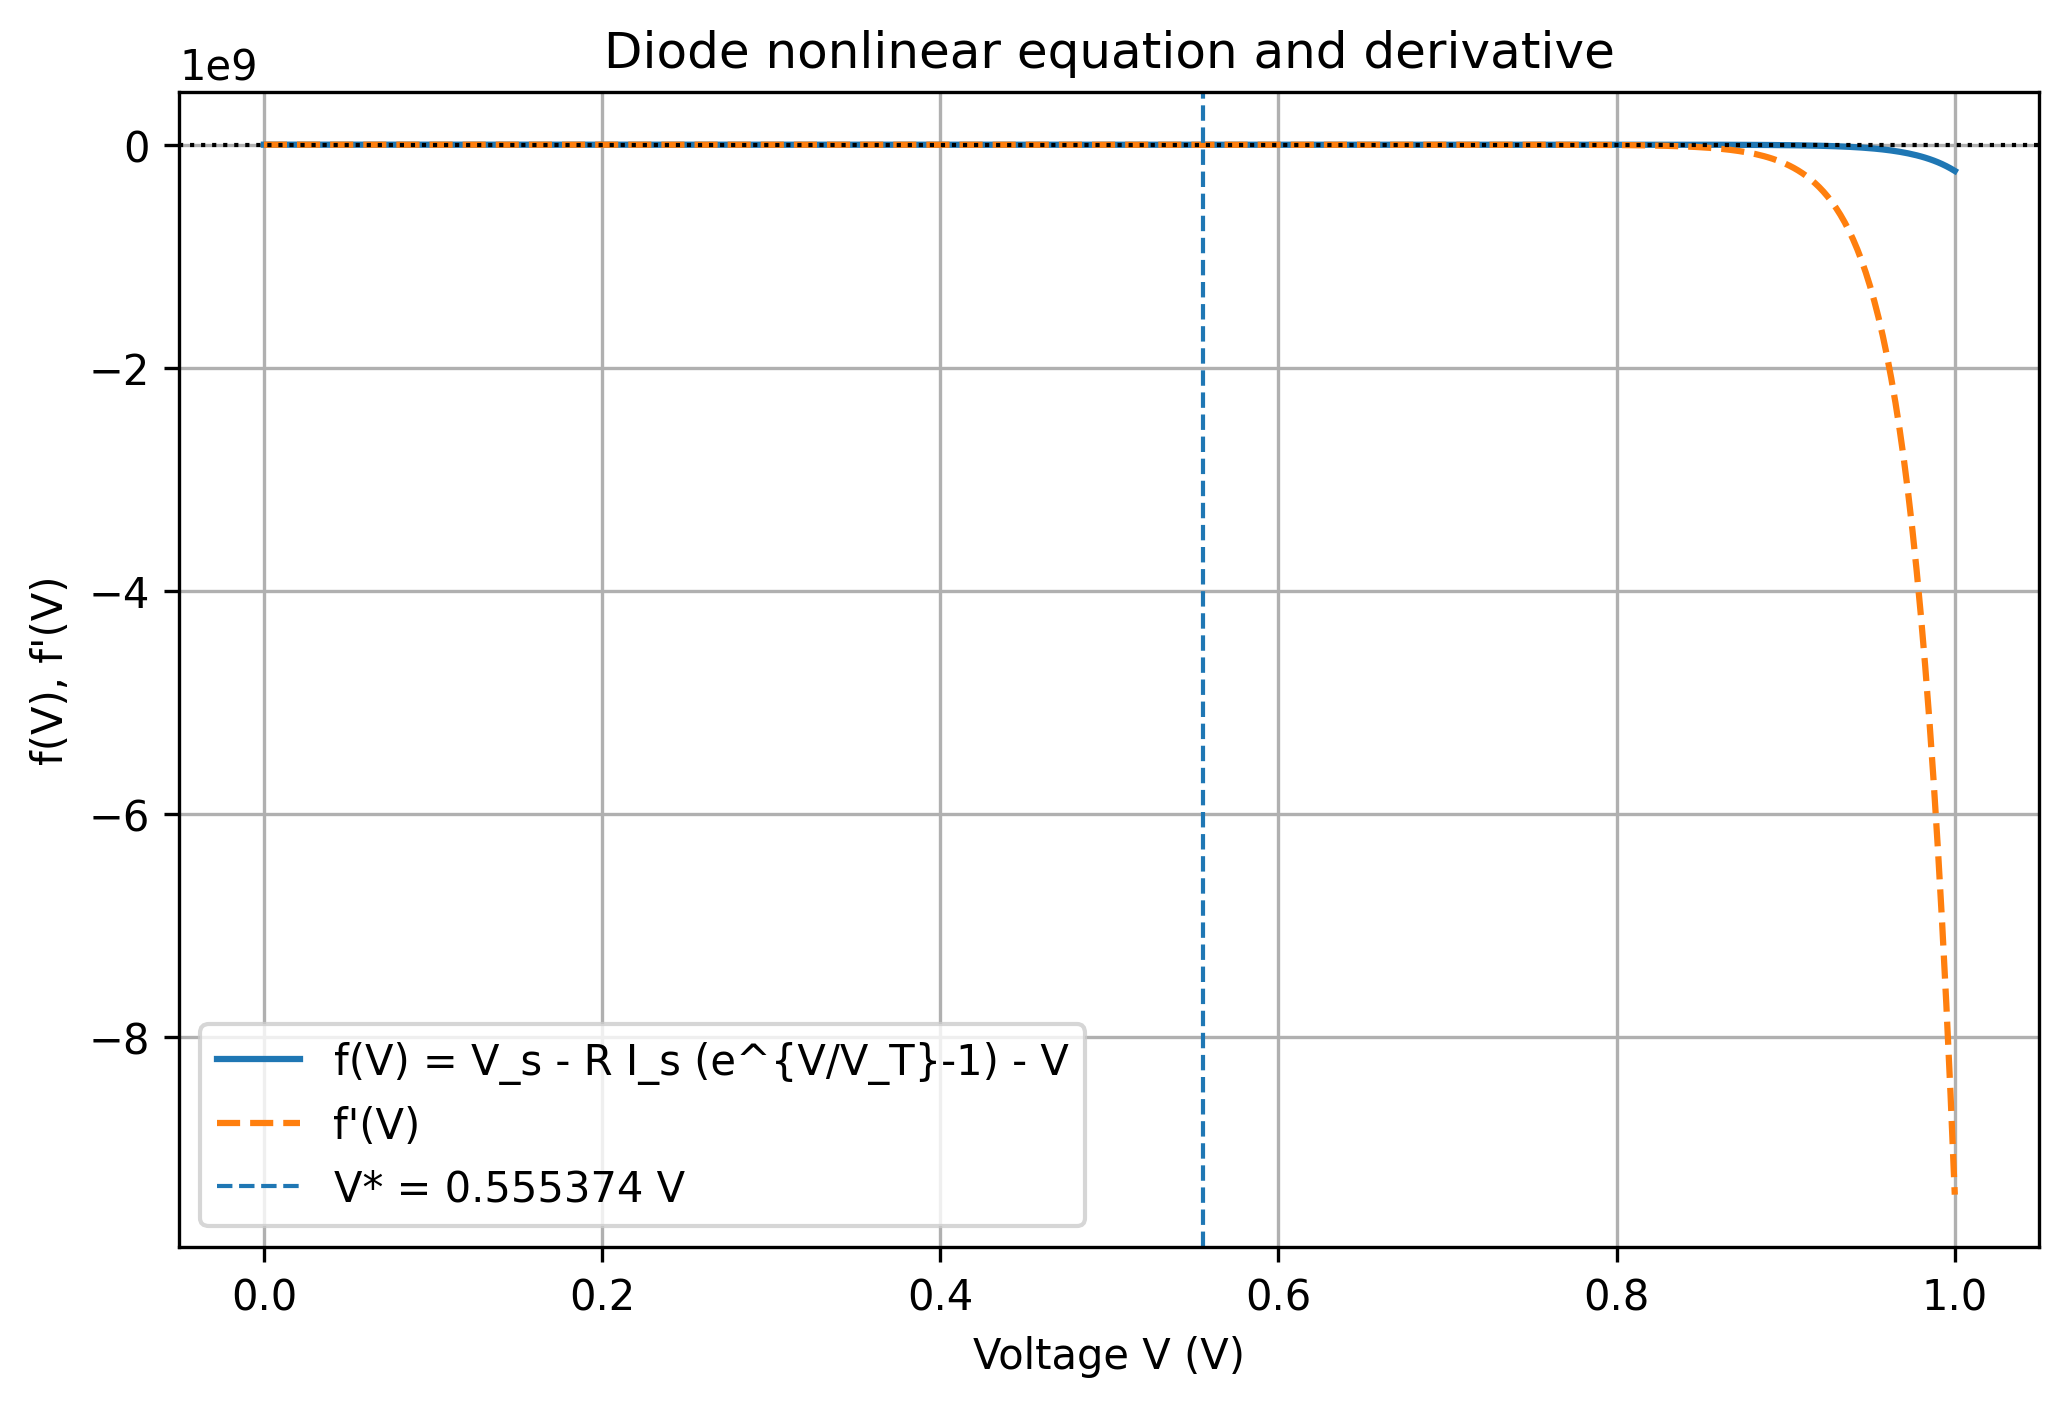 Diode nonlinear equation and derivative
1e9
0
−2
−4
−6
−8
f(V), f'(V)
f(V) = V_s - R I_s (e^{V/V_T}-1) - V
f'(V)
V* = 0.555374 V
0.0 0.2 0.4 0.6 0.8 1.0
Voltage V (V)